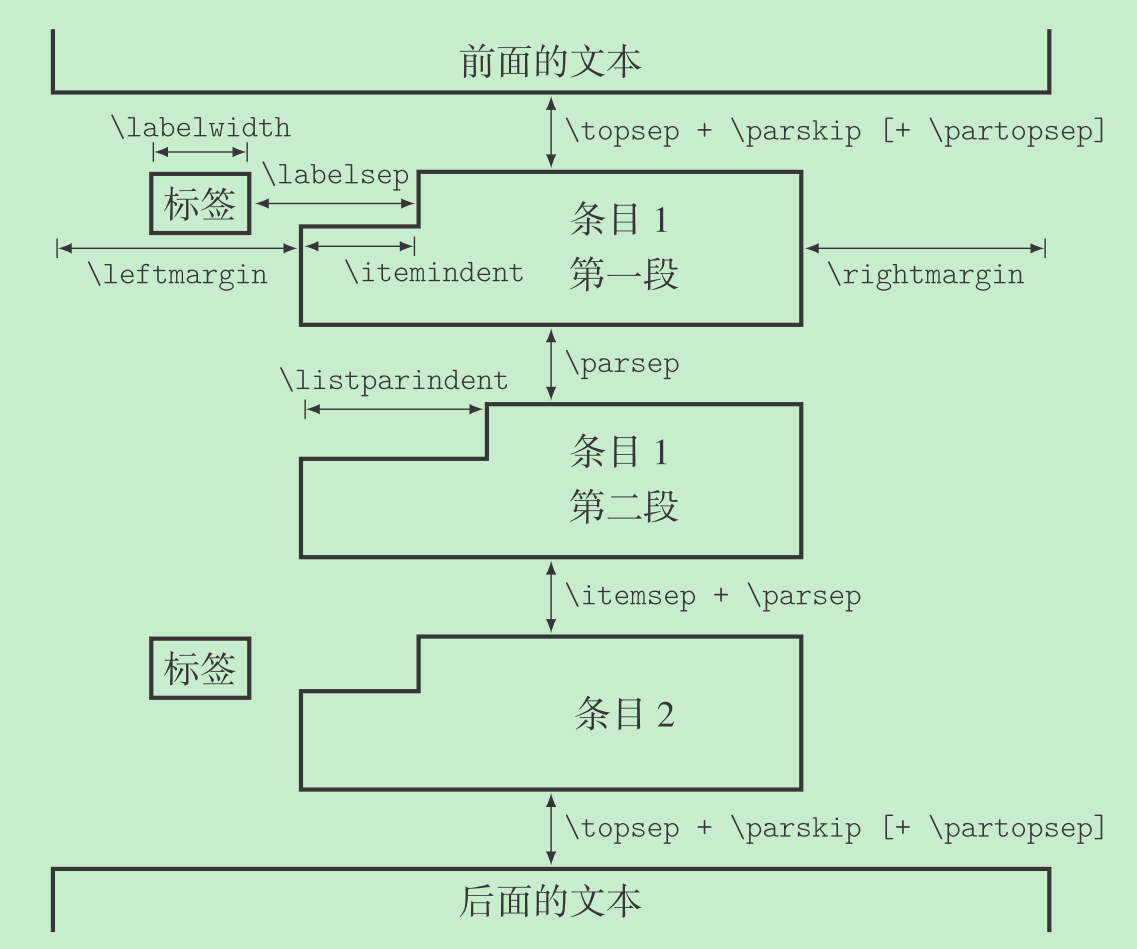 前面的文本
\topsep + \parskip [+ \partopsep]
\labelwidth
\labelsep
标签
条目 1
第一段
\leftmargin
\itemindent
\rightmargin
\parsep
\listparindent
条目 1
第二段
\itemsep + \parsep
标签
条目 2
\topsep + \parskip [+ \partopsep]
后面的文本